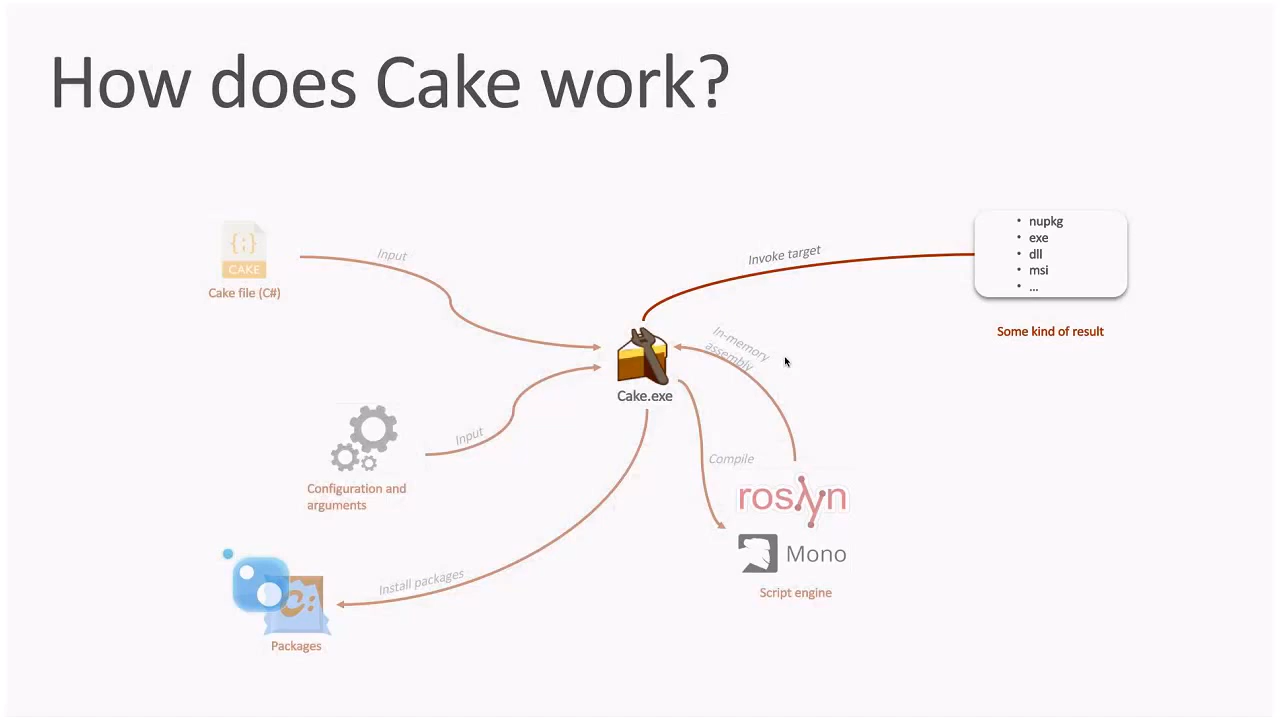 How does Cake work?
{;}
CAKE
Cake file (C#)
Input
Invoke target
• nupkg
• exe
• dll
• msi
• ...
Some kind of result
In-memory
assembly
Cake.exe
Input
Configuration and
arguments
Compile
roslyn
Mono
Script engine
Install packages
C:
Packages